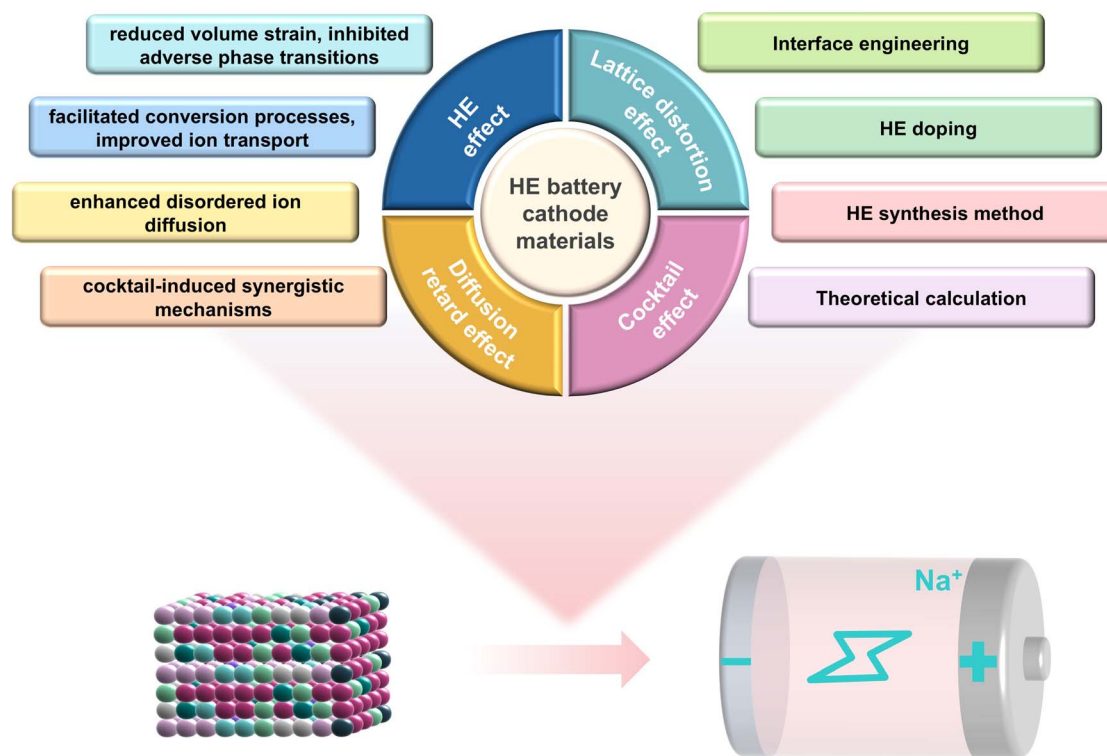 reduced volume strain, inhibited
adverse phase transitions
facilitated conversion processes,
improved ion transport
enhanced disordered ion
diffusion
cocktail-induced synergistic
mechanisms
HE
effect
Lattice distortion
effect
HE battery
cathode
materials
Diffusion
retard effect
Cocktail
effect
Interface engineering
HE doping
HE synthesis method
Theoretical calculation
Na⁺
−
+